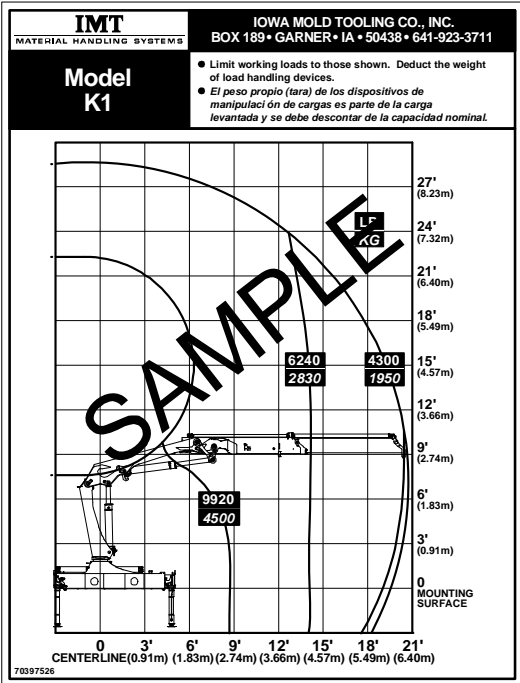 IMT
MATERIAL HANDLING SYSTEMS
IOWA MOLD TOOLING CO., INC.
BOX 189• GARNER• IA • 50438• 641-923-3711
Model
K1
● Limit working loads to those shown.  Deduct the weight
of load handling devices.
● El peso propio (tara) de los dispositivos de
manipulaci ón de cargas es parte de la carga
levantada y se debe descontar de la capacidad nominal.
27'
(8.23m)
LB
KG
24'
(7.32m)
21'
(6.40m)
18'
(5.49m)
SAMPLE
6240
2830
4300
1950
15'
(4.57m)
12'
(3.66m)
9'
(2.74m)
9920
4500
6'
(1.83m)
3'
(0.91m)
0
MOUNTING
SURFACE
0 3' 6' 9' 12' 15' 18' 21'
CENTERLINE(0.91m) (1.83m) (2.74m) (3.66m) (4.57m) (5.49m) (6.40m)
70397526